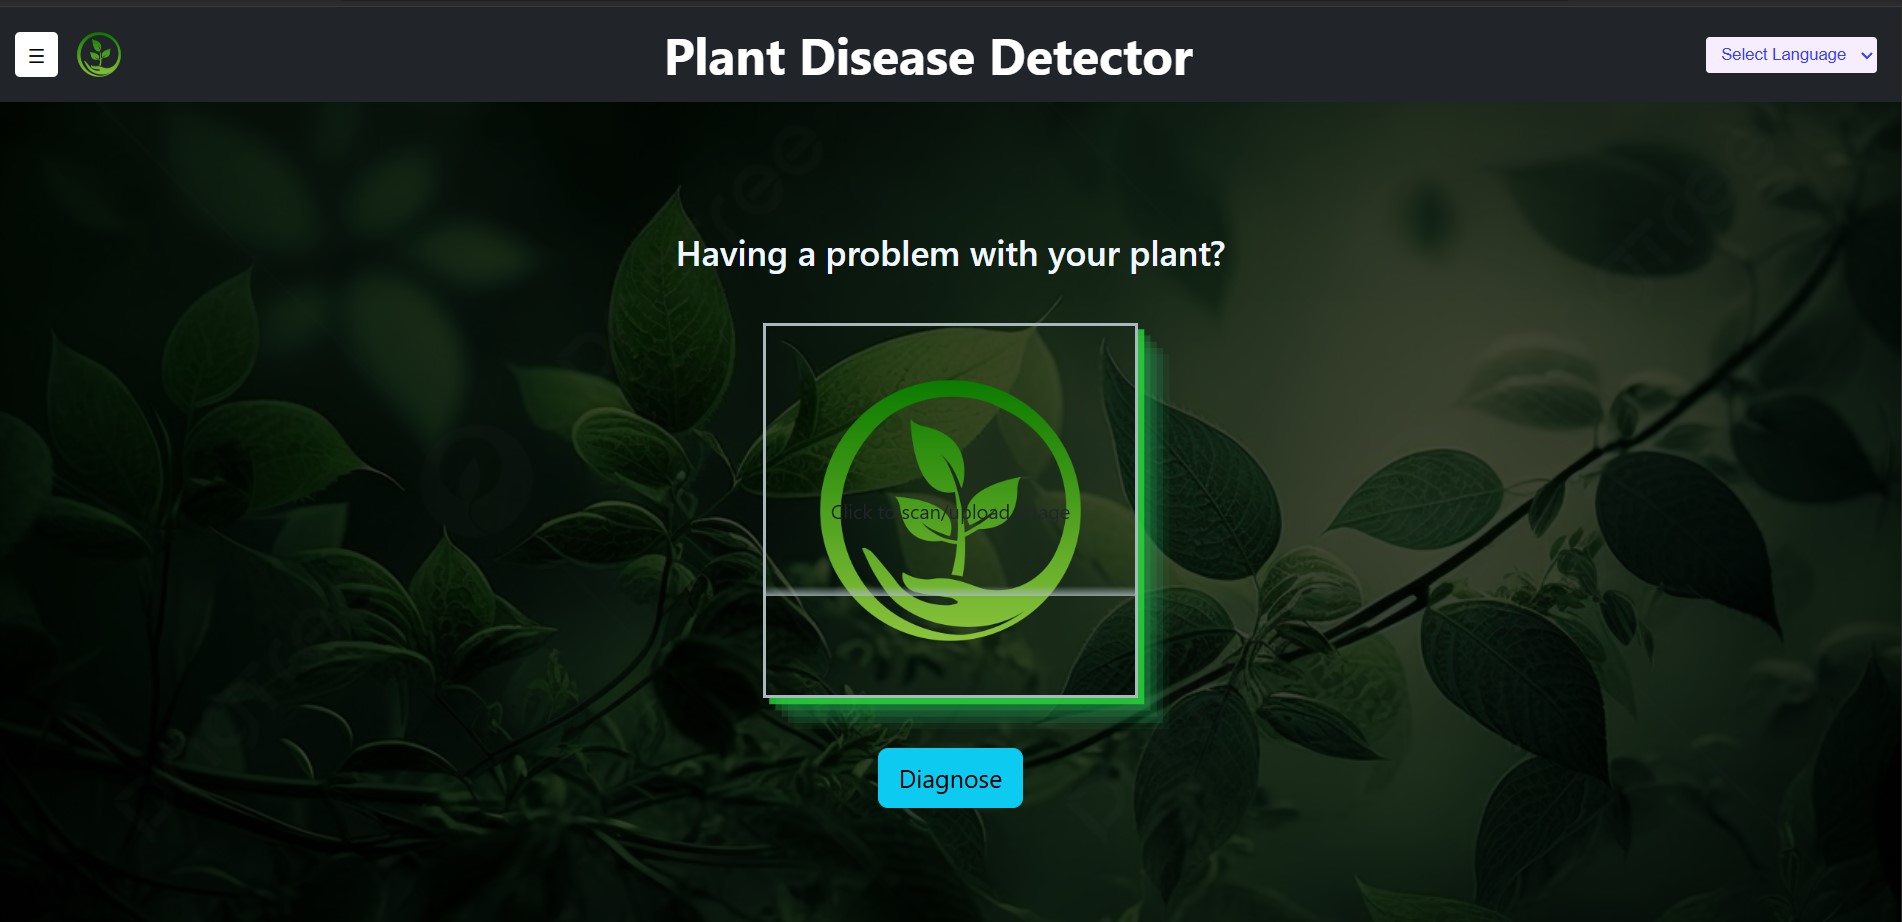 ☰
Plant Disease Detector
Select Language
Having a problem with your plant?
Click to scan/upload image
Diagnose